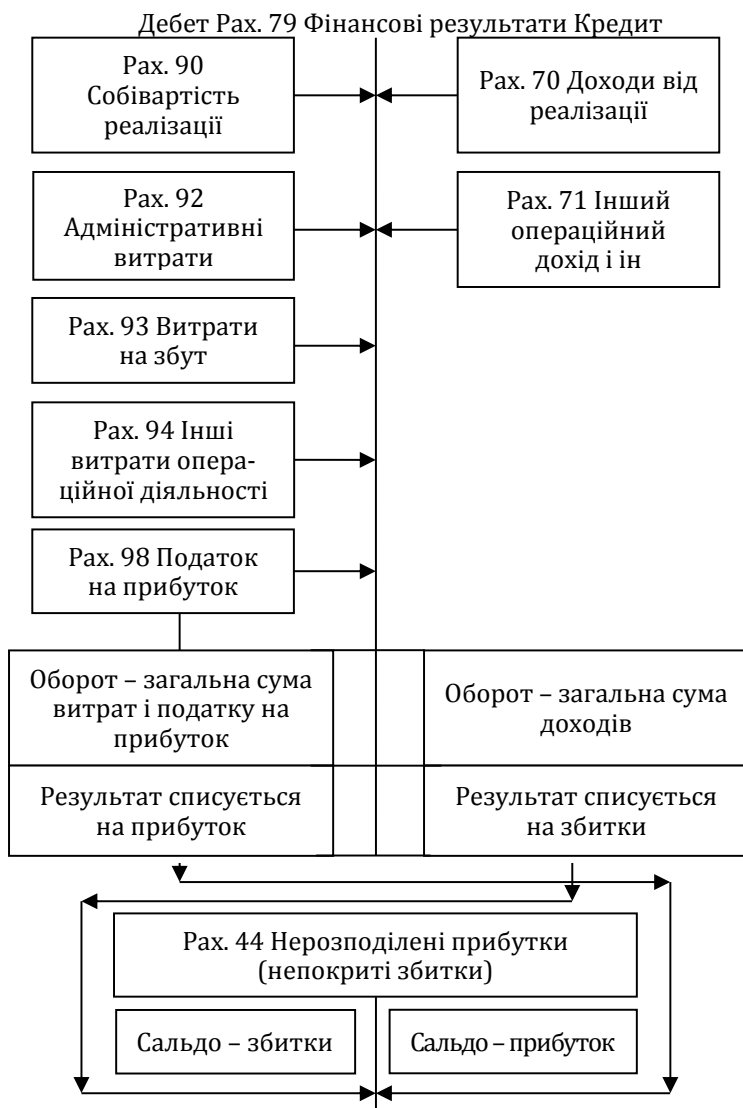 Дебет Рах. 79 Фінансові результати Кредит
Рах. 90
Собівартість
реалізації
Рах. 70 Доходи від
реалізації
Рах. 92
Адміністративні
витрати
Рах. 71 Інший
операційний
дохід і ін
Рах. 93 Витрати
на збут
Рах. 94 Інші
витрати опера-
ційної діяльності
Рах. 98 Податок
на прибуток
Оборот – загальна сума
витрат і податку на
прибуток
Оборот – загальна сума
доходів
Результат списується
на прибуток
Результат списується
на збитки
Рах. 44 Нерозподілені прибутки
(непокриті збитки)
Сальдо – збитки
Сальдо – прибуток